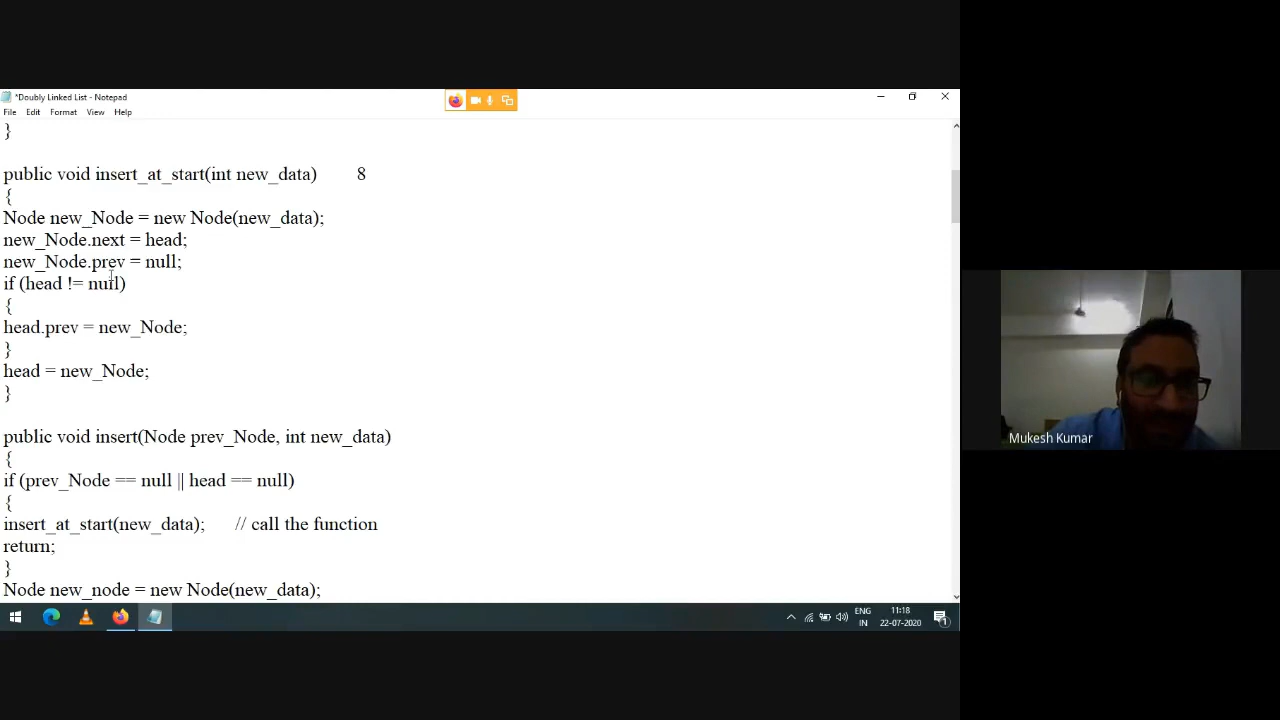 *Doubly Linked List - Notepad
File Edit Format View Help
}
public void insert_at_start(int new_data) 8
{
Node new_Node = new Node(new_data);
new_Node.next = head;
new_Node.prev = null;
if (head != null)
{
head.prev = new_Node;
}
head = new_Node;
}
public void insert(Node prev_Node, int new_data)
{
if (prev_Node == null || head == null)
{
insert_at_start(new_data); // call the function
return;
}
Node new_node = new Node(new_data);
Mukesh Kumar
ENG
IN
11:18
22-07-2020
1